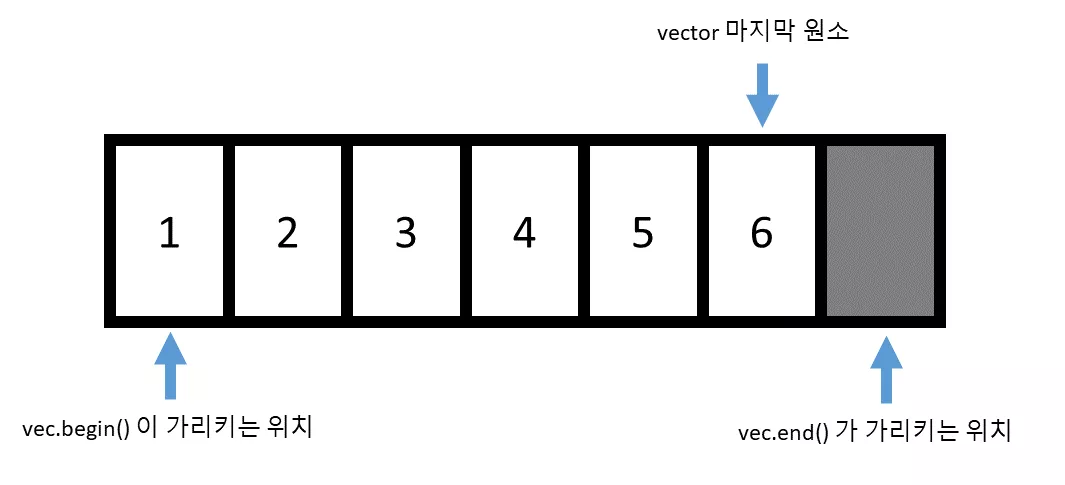 vector 마지막 원소
1 2 3 4 5 6
vec.begin() 이 가리키는 위치
vec.end() 가 가리키는 위치